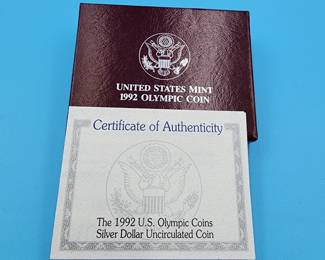 UNITED STATES MINT
1992 OLYMPIC COIN
Certificate of Authenticity
The 1992 U.S. Olympic Coins
Silver Dollar Uncirculated Coin